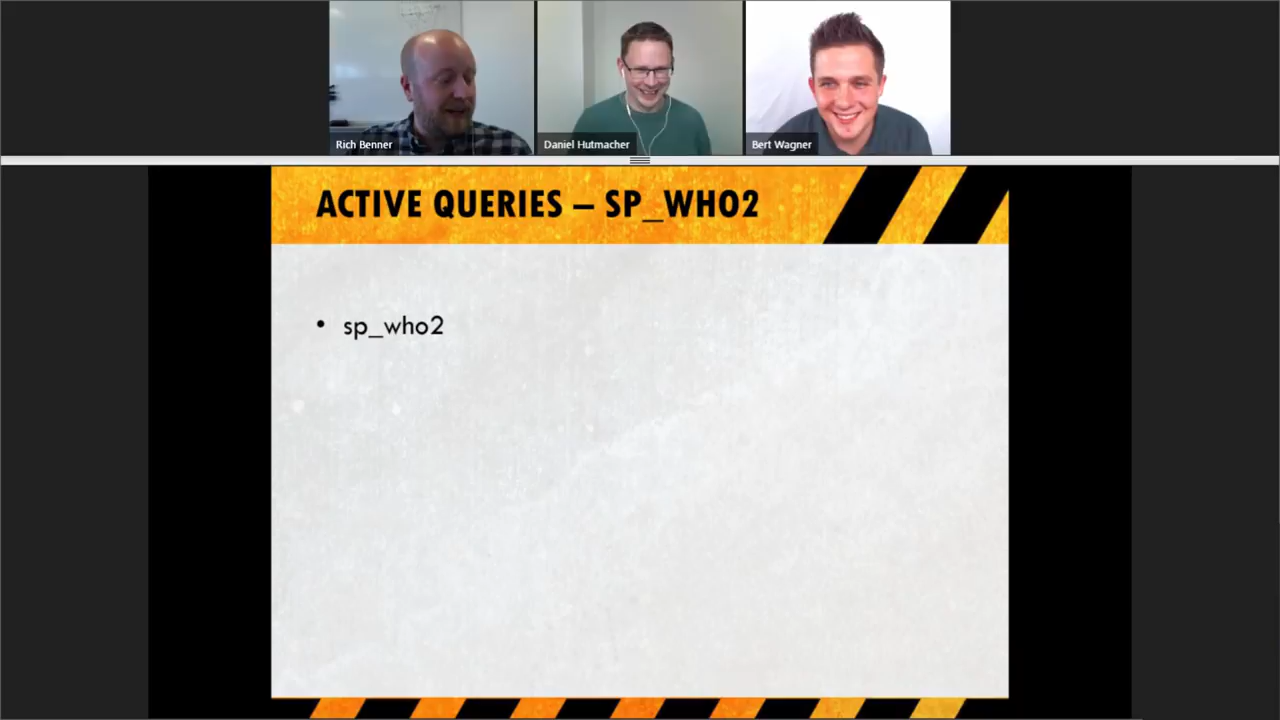 Rich Benner
Daniel Hutmacher
Bert Wagner
ACTIVE QUERIES – SP_WHO2
• sp_who2